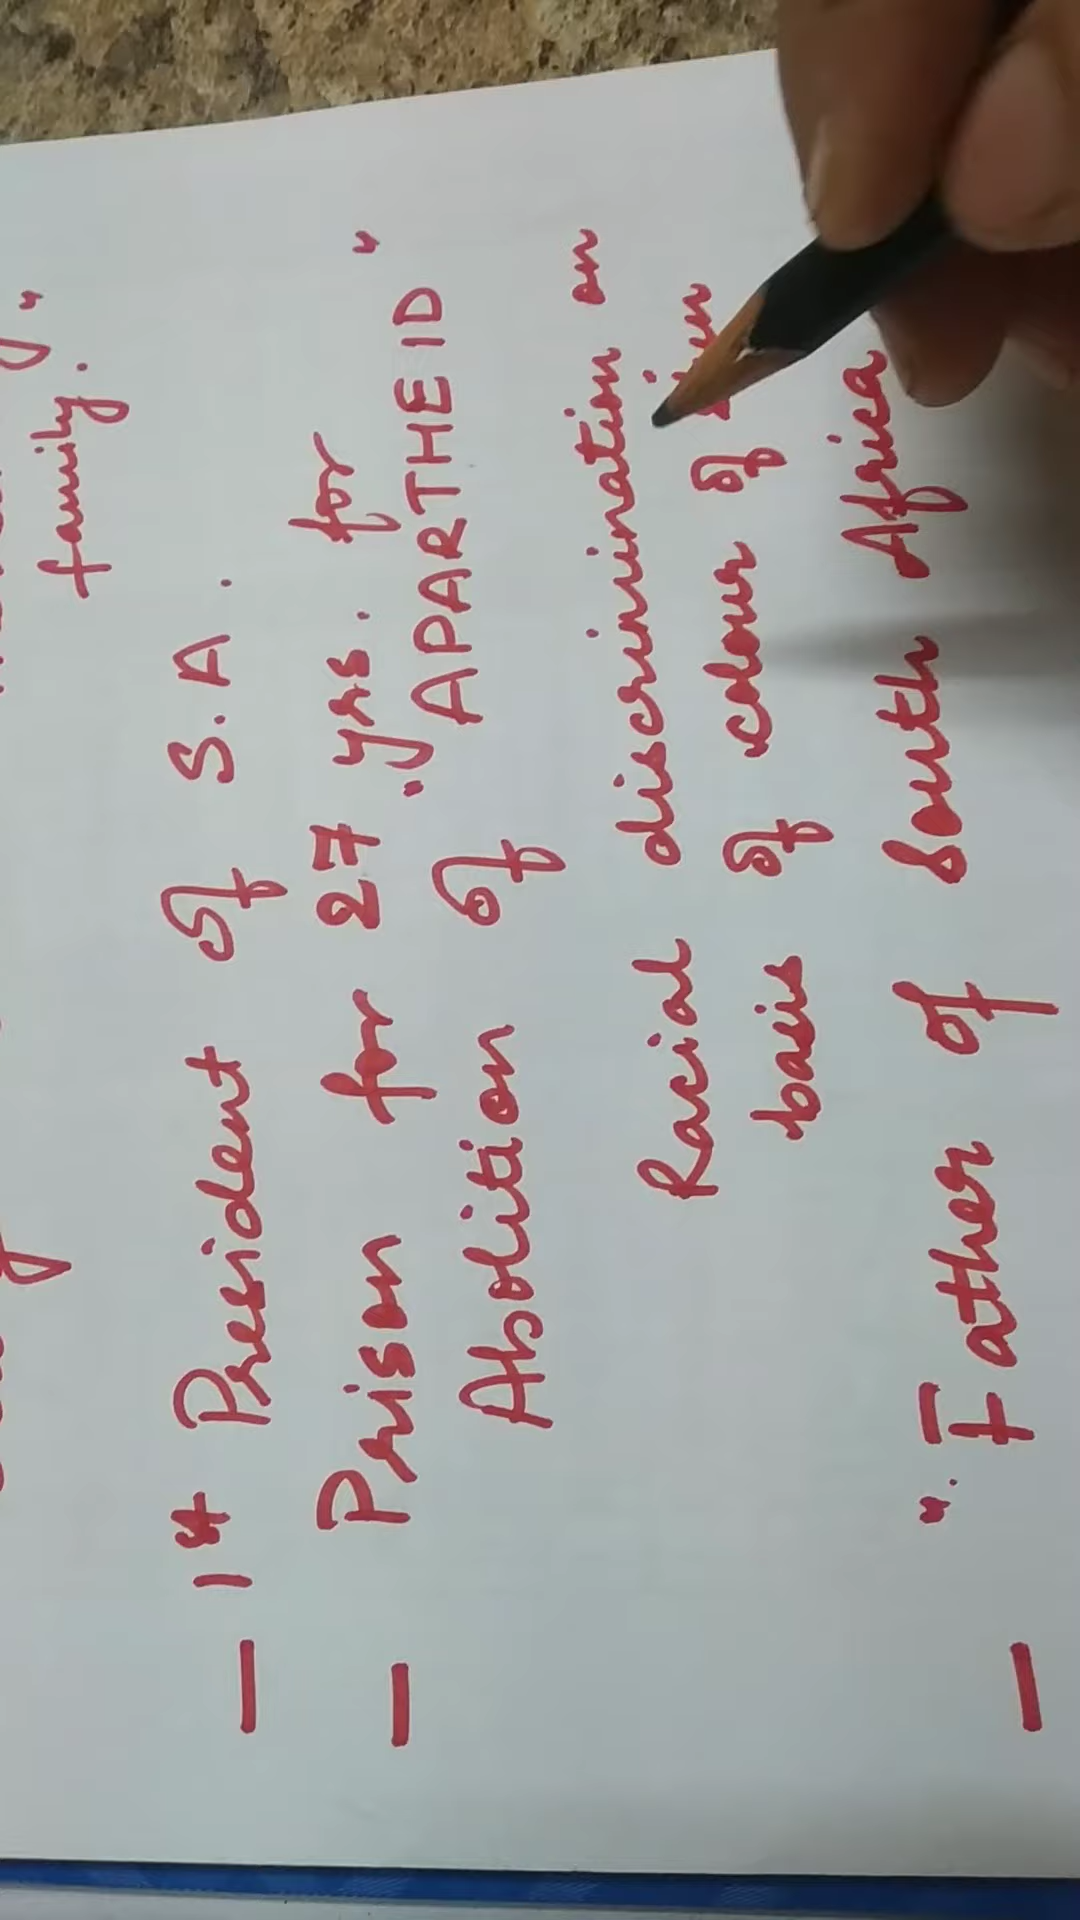 family."
— 1st President of S.A.
— Prison for 27 yrs. for
Abolition of "APARTHEID"
Racial discrimination on
basis of colour of
— ". Father of South Africa